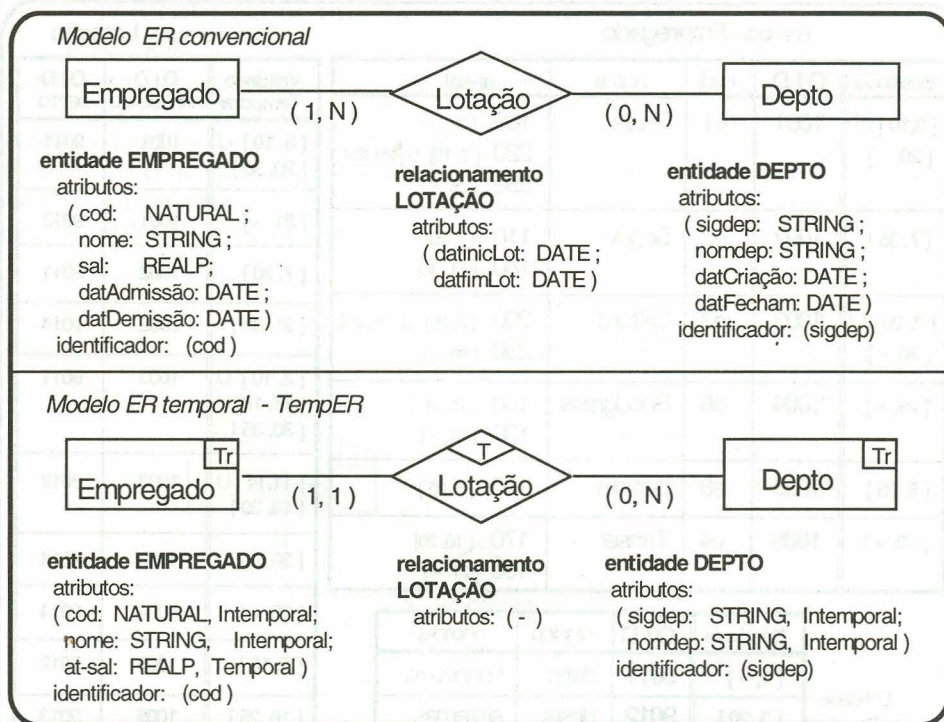 Modelo ER convencional
Empregado
(1, N)
Lotação
(0, N)
Depto
entidade EMPREGADO
atributos:
(cod: NATURAL;
nome: STRING;
sal: REALP;
datAdmissão: DATE;
datDemissão: DATE)
identificador: (cod)
relacionamento
LOTAÇÃO
atributos:
(datinicLot: DATE;
datfimLot: DATE)
entidade DEPTO
atributos:
(sigdep: STRING;
nomdep: STRING;
datCriação: DATE;
datFecham: DATE)
identificador: (sigdep)
Modelo ER temporal - TempER
Tr
Empregado
(1, 1)
T
Lotação
(0, N)
Tr
Depto
entidade EMPREGADO
atributos:
(cod: NATURAL, Intemporal;
nome: STRING, Intemporal;
at-sal: REALP, Temporal)
identificador: (cod)
relacionamento
LOTAÇÃO
atributos: (-)
entidade DEPTO
atributos:
(sigdep: STRING, Intemporal;
nomdep: STRING, Intemporal)
identificador: (sigdep)